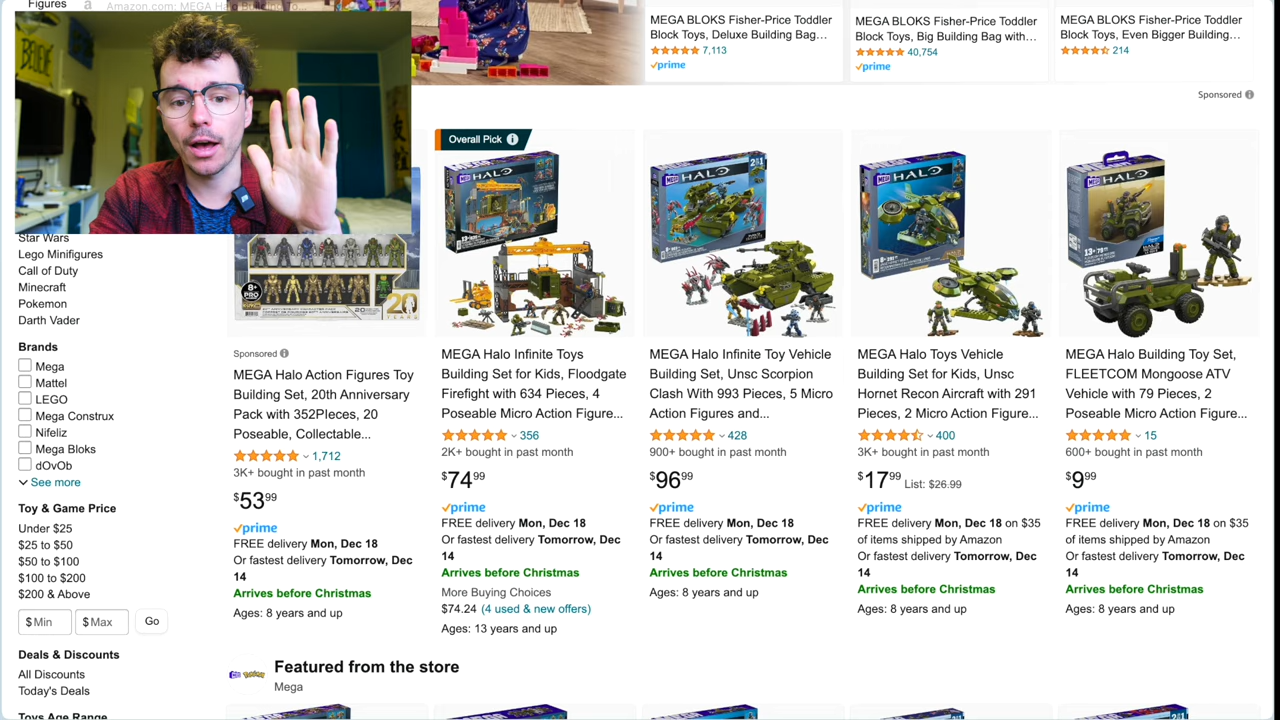 Figures
Amazon.com: MEGA Halo Building To...
MEGA BLOKS Fisher-Price Toddler
Block Toys, Deluxe Building Bag…
7,113
prime
MEGA BLOKS Fisher-Price Toddler
Block Toys, Big Building Bag with…
40,754
prime
MEGA BLOKS Fisher-Price Toddler
Block Toys, Even Bigger Building…
214
Sponsored
Star Wars
Lego Minifigures
Call of Duty
Minecraft
Pokemon
Darth Vader
Brands
Mega
Mattel
LEGO
Mega Construx
Nifeliz
Mega Bloks
dOvOb
See more
Toy & Game Price
Under $25
$25 to $50
$50 to $100
$100 to $200
$200 & Above
$ Min
$ Max
Go
Deals & Discounts
All Discounts
Today's Deals
Toys Age Range
8+
PRO
20
Sponsored
MEGA Halo Action Figures Toy
Building Set, 20th Anniversary
Pack with 352PIeces, 20
Poseable, Collectable...
1,712
3K+ bought in past month
$53 99
prime
FREE delivery Mon, Dec 18
Or fastest delivery Tomorrow, Dec
14
Arrives before Christmas
Ages: 8 years and up
Overall Pick
HALO
MEGA Halo Infinite Toys
Building Set for Kids, Floodgate
Firefight with 634 Pieces, 4
Poseable Micro Action Figure...
356
2K+ bought in past month
$74 99
prime
FREE delivery Mon, Dec 18
Or fastest delivery Tomorrow, Dec
14
Arrives before Christmas
More Buying Choices
$74.24 (4 used & new offers)
Ages: 13 years and up
HALO
2in1
MEGA Halo Infinite Toy Vehicle
Building Set, Unsc Scorpion
Clash With 993 Pieces, 5 Micro
Action Figures and...
428
900+ bought in past month
$96 99
prime
FREE delivery Mon, Dec 18
Or fastest delivery Tomorrow, Dec
14
Arrives before Christmas
Ages: 8 years and up
HALO
MEGA Halo Toys Vehicle
Building Set for Kids, Unsc
Hornet Recon Aircraft with 291
Pieces, 2 Micro Action Figure...
400
3K+ bought in past month
$17 99 List: $26.99
prime
FREE delivery Mon, Dec 18 on $35
of items shipped by Amazon
Or fastest delivery Tomorrow, Dec
14
Arrives before Christmas
Ages: 8 years and up
HALO
MEGA Halo Building Toy Set,
FLEETCOM Mongoose ATV
Vehicle with 79 Pieces, 2
Poseable Micro Action Figure...
15
600+ bought in past month
$9 99
prime
FREE delivery Mon, Dec 18 on $35
of items shipped by Amazon
Or fastest delivery Tomorrow, Dec
14
Arrives before Christmas
Ages: 8 years and up
Featured from the store
Mega